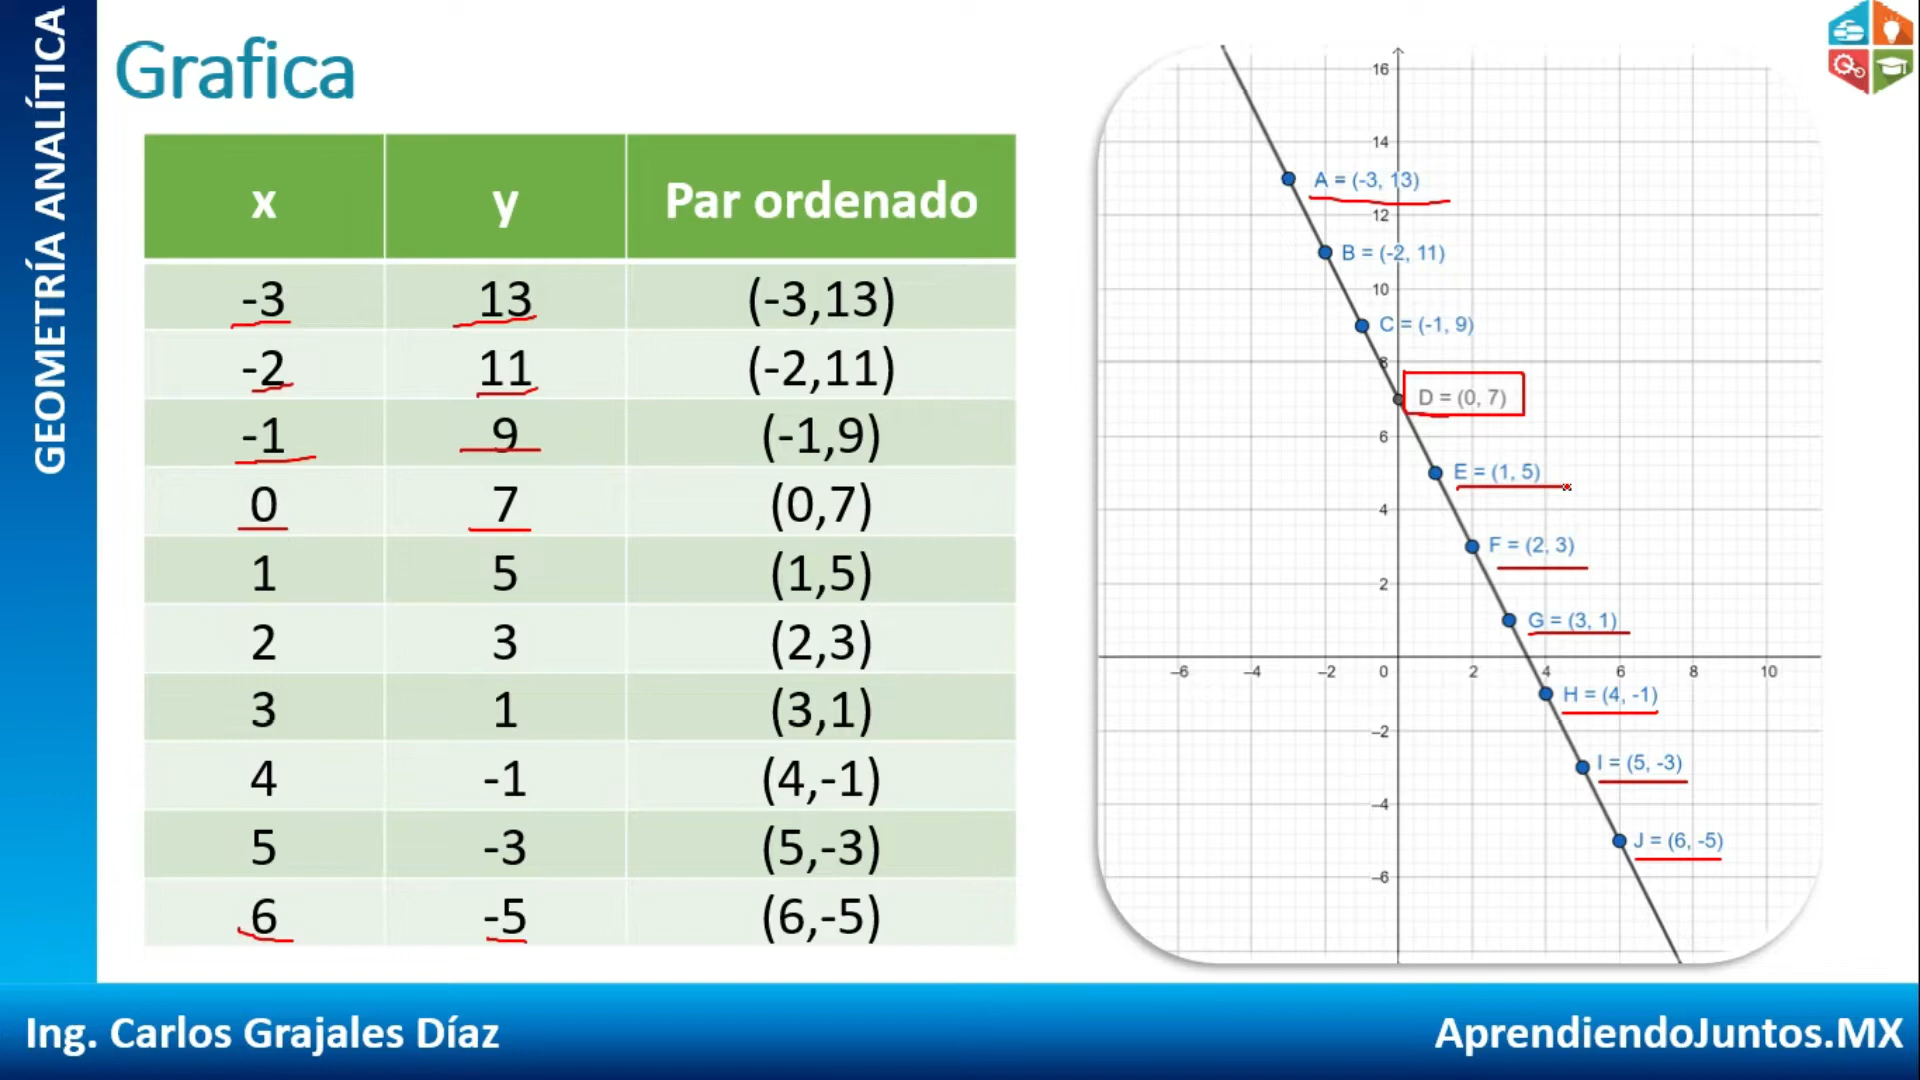 GEOMETRÍA ANALÍTICA
Grafica
x y Par ordenado
-3 13 (-3,13)
-2 11 (-2,11)
-1 9 (-1,9)
0 7 (0,7)
1 5 (1,5)
2 3 (2,3)
3 1 (3,1)
4 -1 (4,-1)
5 -3 (5,-3)
6 -5 (6,-5)
16
14
A = (-3, 13)
12
B = (-2, 11)
10
C = (-1, 9)
8
D = (0, 7)
6
E = (1, 5)
4
F = (2, 3)
2
G = (3, 1)
–6 –4 –2 0 2 4 6 8 10
H = (4, -1)
–2
I = (5, -3)
–4
J = (6, -5)
–6
Ing. Carlos Grajales Díaz
AprendiendoJuntos.MX